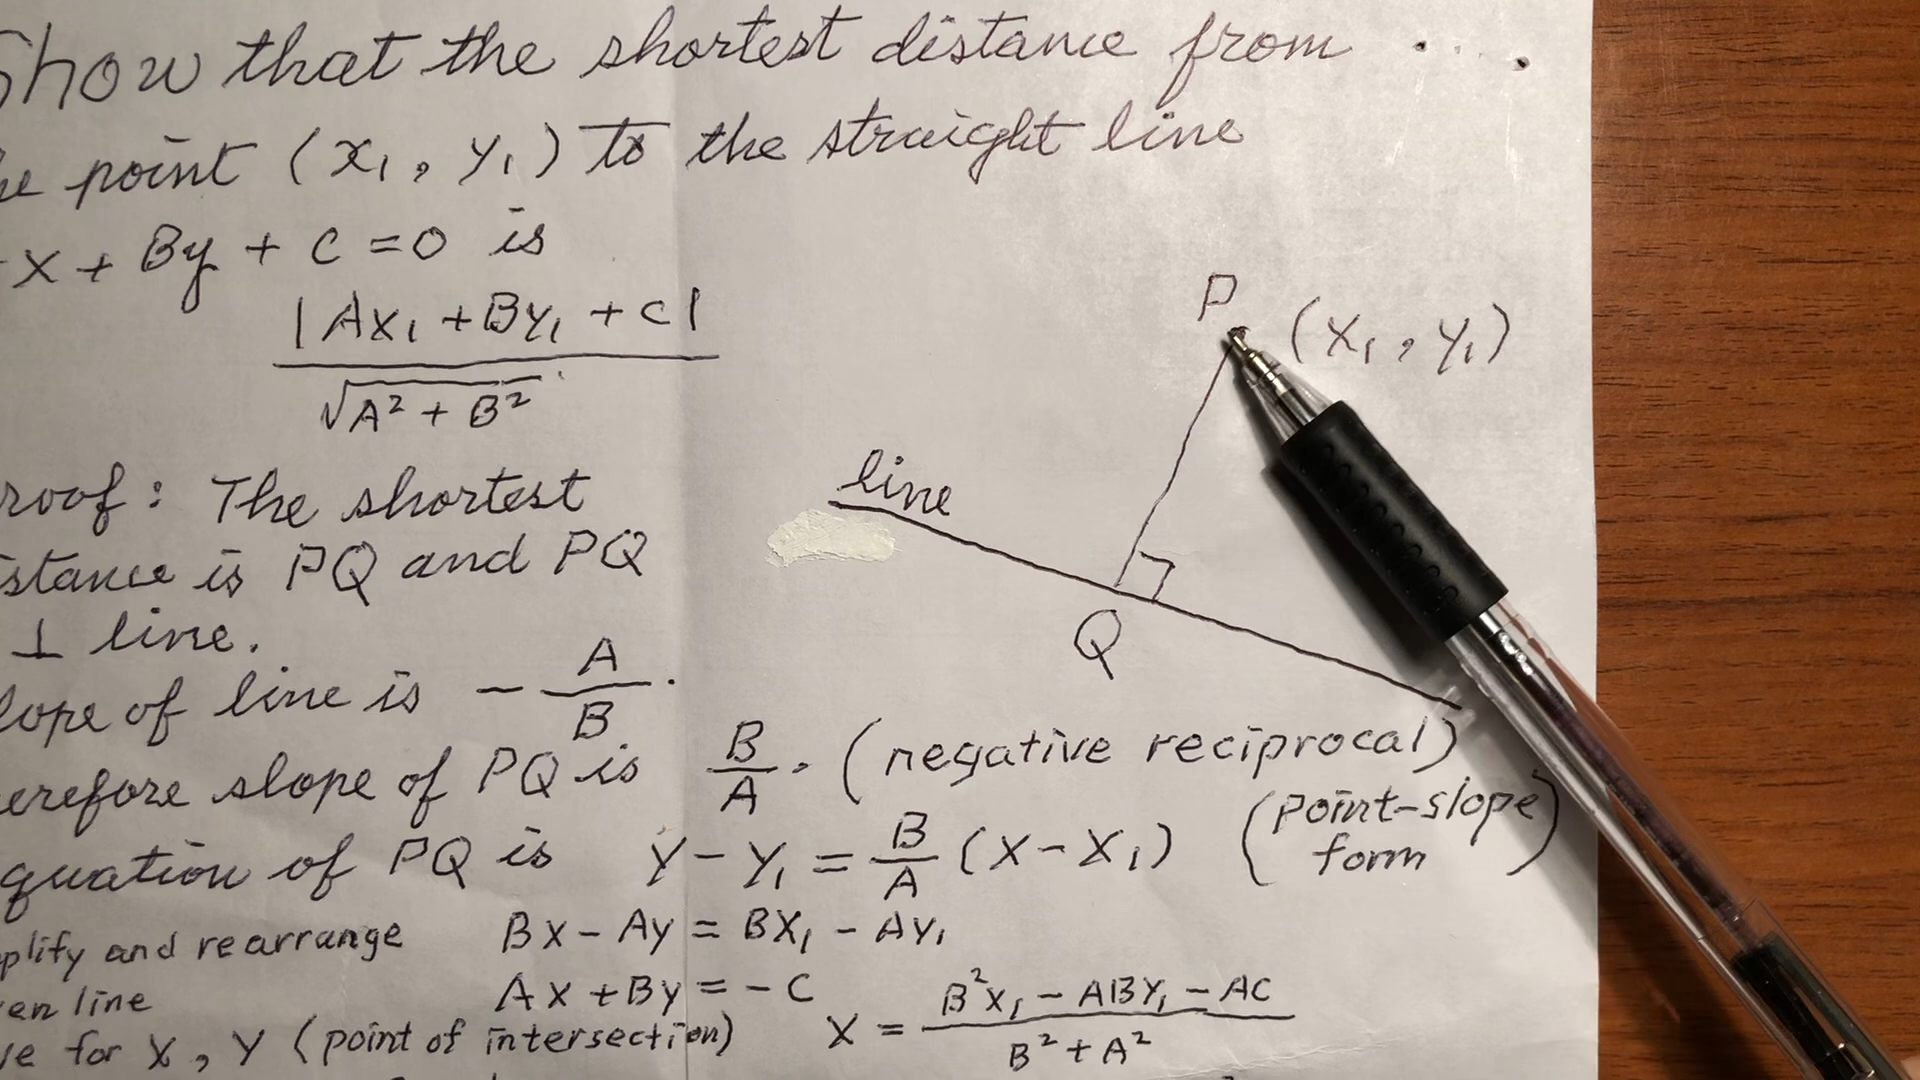 Show that the shortest distance from ....
point (x₁, y₁) to the straight line
x + By + C = 0 is
|Ax₁ + By₁ + C|
√A² + B²
P
(x₁, y₁)
line
Q
roof: The shortest
istance is PQ and PQ
⊥ line.
lope of line is - A/B.
erefore slope of PQ is B/A. (negative reciprocal)
quation of PQ is y - y₁ = B/A (x - x₁) (point-slope form)
plify and rearrange Bx - Ay = Bx₁ - Ay₁
en line Ax + By = -C
ve for x, y (point of intersection) x = B²x₁ - ABy₁ - AC / B² + A²